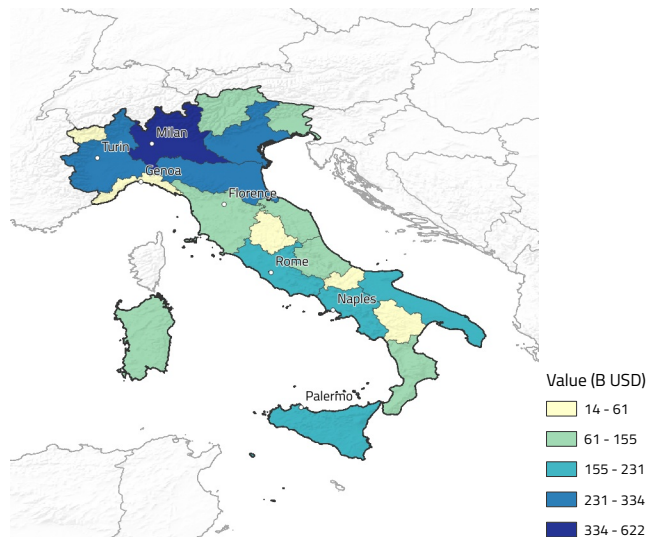 Milan
Turin
Genoa
Florence
Rome
Naples
Palermo
Value (B USD)
14 - 61
61 - 155
155 - 231
231 - 334
334 - 622